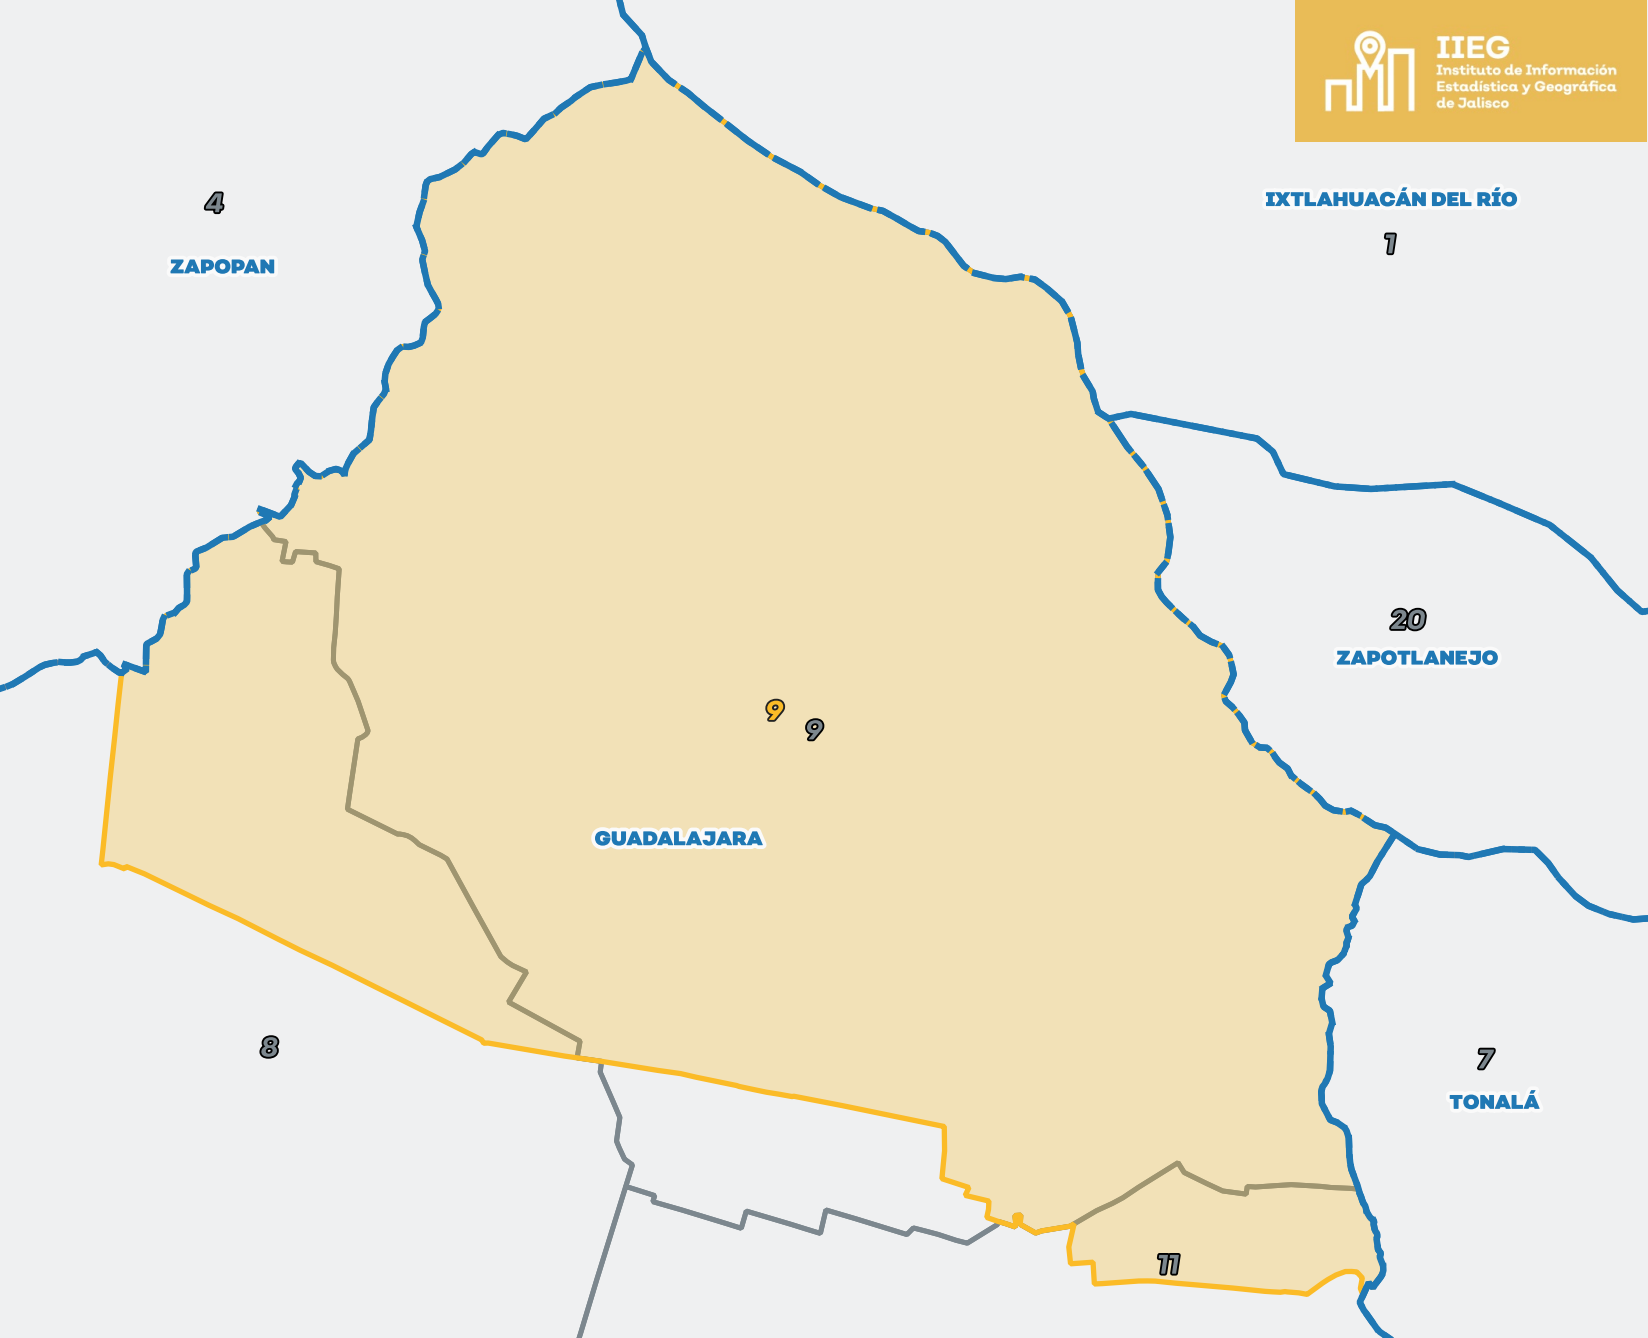 IIEG
Instituto de Información
Estadística y Geográfica
de Jalisco
IXTLAHUACÁN DEL RÍO
1
4
ZAPOPAN
20
ZAPOTLANEJO
9
9
GUADALAJARA
8
7
TONALÁ
11